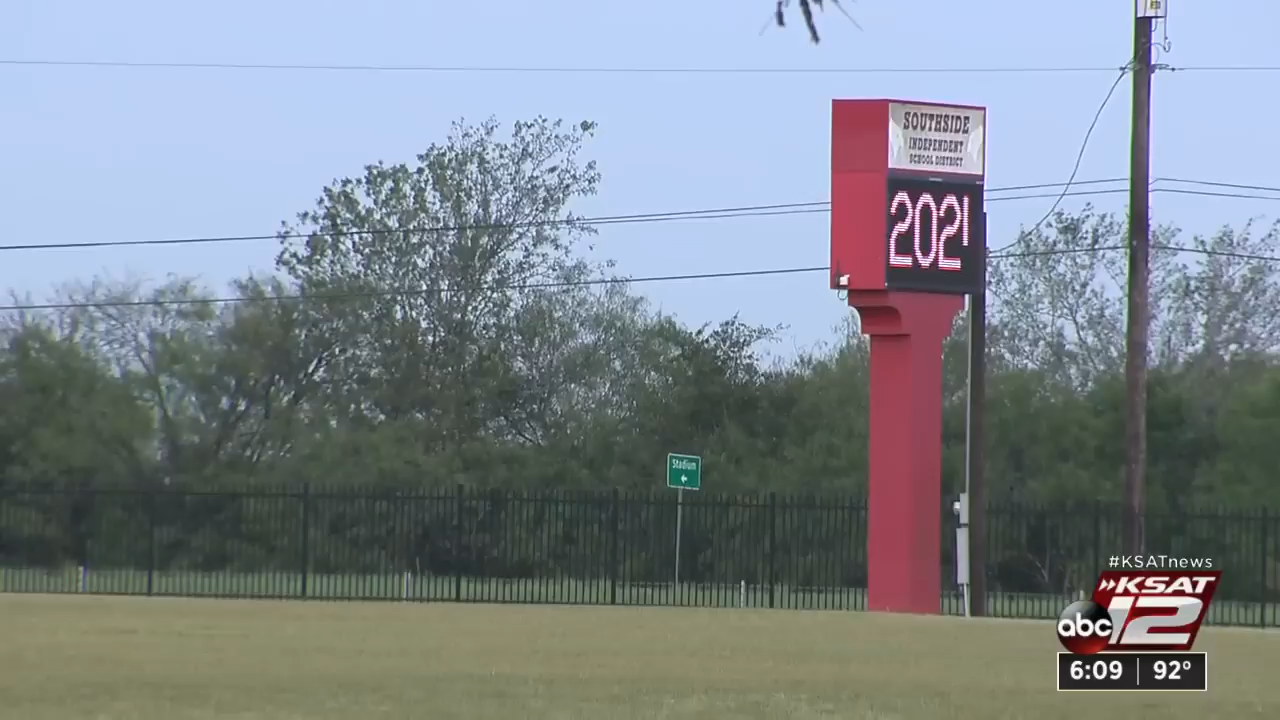 SOUTHSIDE
INDEPENDENT
SCHOOL DISTRICT
2021
Stadium
#KSATnews
KSAT
12
abc
6:09 92°